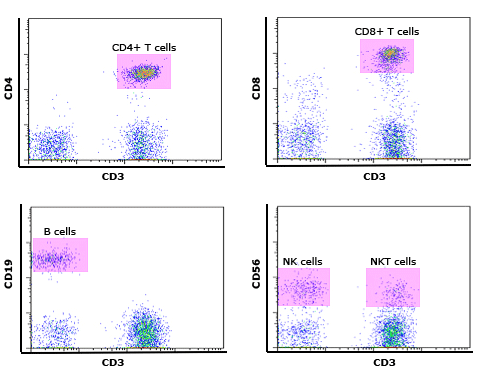 CD4+ T cells
CD4
CD3
CD8+ T cells
CD8
CD3
B cells
CD19
CD3
NK cells
NKT cells
CD56
CD3